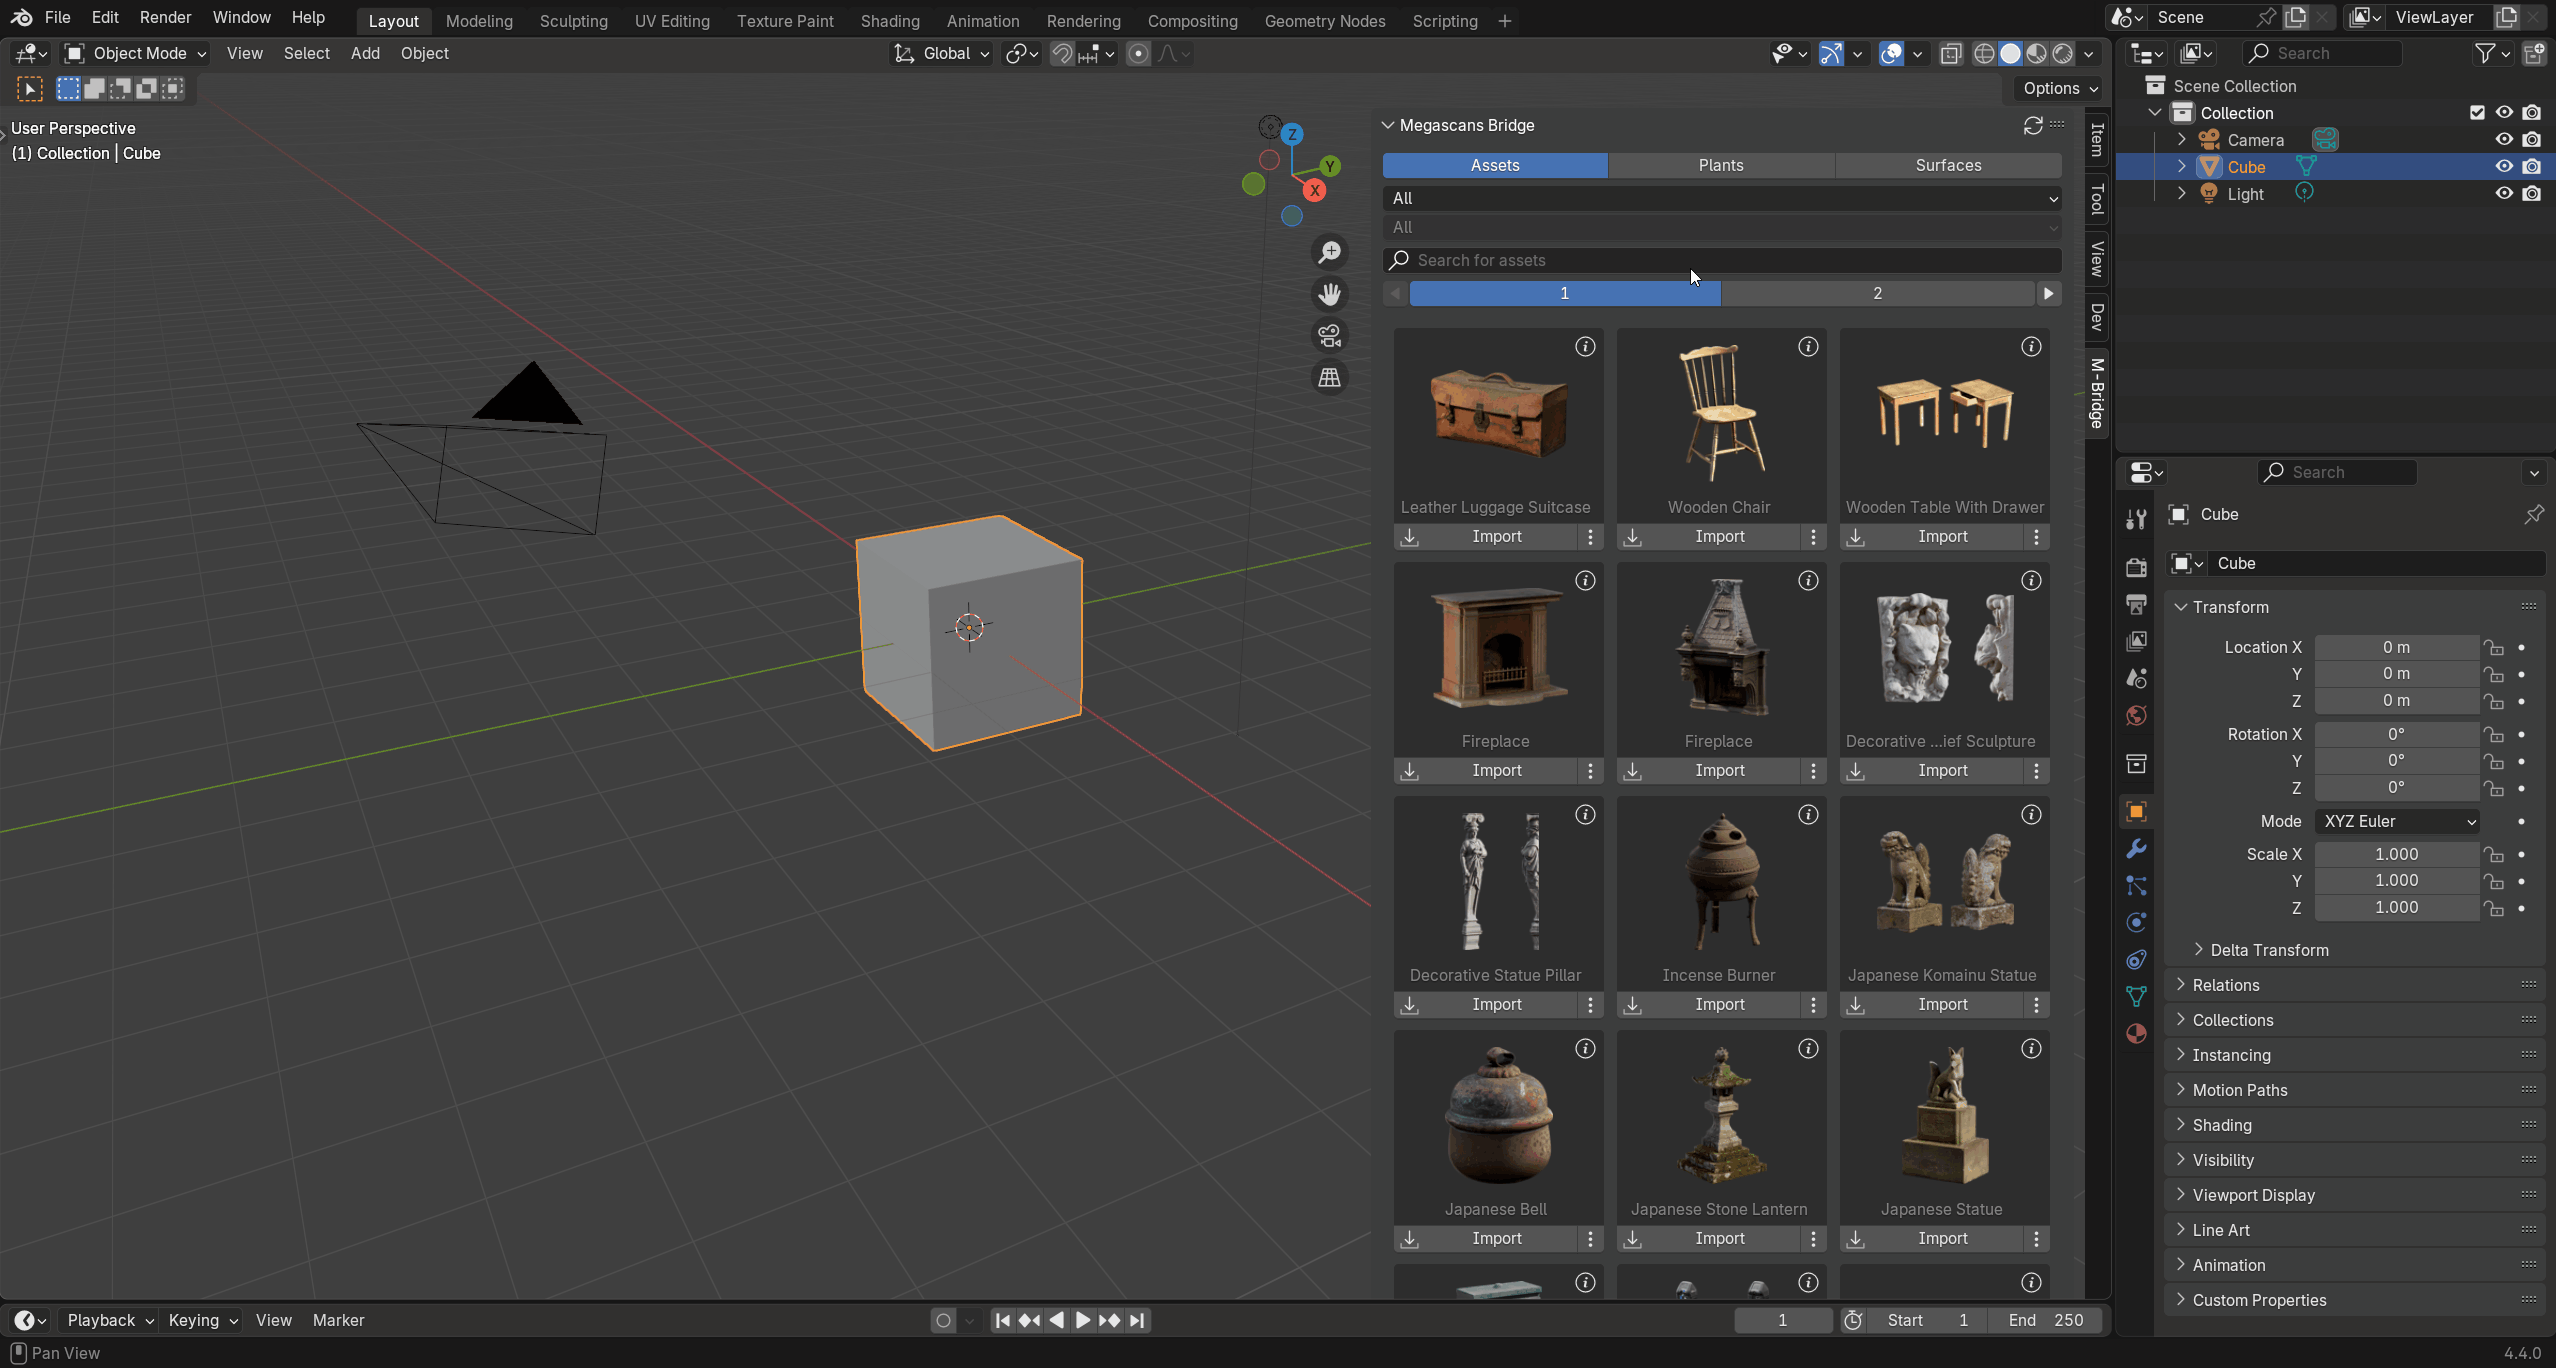 File Edit Render Window Help Layout Modeling Sculpting UV Editing Texture Paint Shading Animation Rendering Compositing Geometry Nodes Scripting Scene ViewLayer
Object Mode View Select Add Object Global Search
Options
User Perspective
(1) Collection | Cube
Z
Y
X
Megascans Bridge
Assets Plants Surfaces
All
All
Search for assets
1 2
Leather Luggage Suitcase Wooden Chair Wooden Table With Drawer
Import Import Import
Fireplace Fireplace Decorative ...ief Sculpture
Import Import Import
Decorative Statue Pillar Incense Burner Japanese Komainu Statue
Import Import Import
Japanese Bell Japanese Stone Lantern Japanese Statue
Import Import Import
Item
Tool
View
Dev
M-Bridge
Scene Collection
Collection
Camera
Cube
Light
Search
Cube
Cube
Transform
Location X 0 m
Y 0 m
Z 0 m
Rotation X 0°
Y 0°
Z 0°
Mode XYZ Euler
Scale X 1.000
Y 1.000
Z 1.000
Delta Transform
Relations
Collections
Instancing
Motion Paths
Shading
Visibility
Viewport Display
Line Art
Animation
Custom Properties
Playback Keying View Marker 1 Start 1 End 250
Pan View 4.4.0